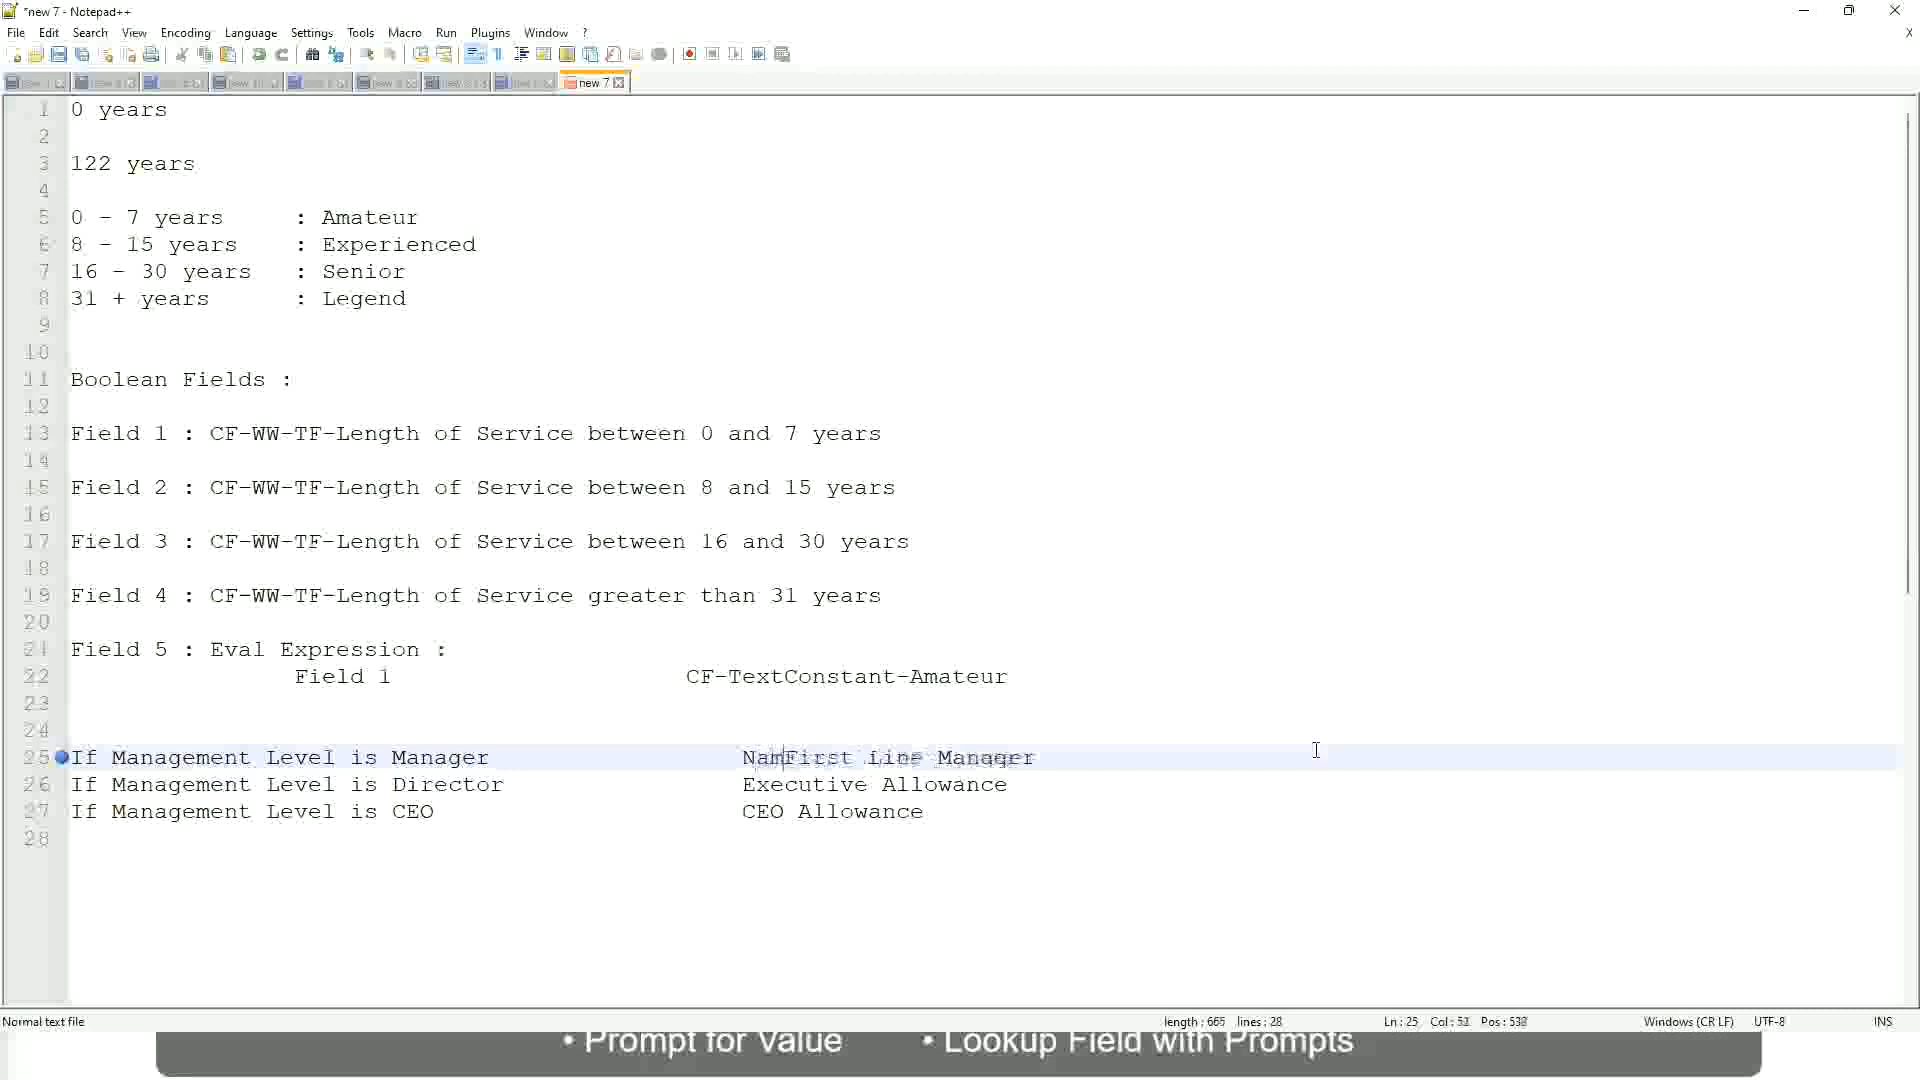 *new 7 - Notepad++
File Edit Search View Encoding Language Settings Tools Macro Run Plugins Window ?
X
new 7
1 0 years
2
3 122 years
4
5 0 - 7 years : Amateur
6 8 - 15 years : Experienced
7 16 - 30 years : Senior
8 31 + years : Legend
9
10
11 Boolean Fields :
12
13 Field 1 : CF-WW-TF-Length of Service between 0 and 7 years
14
15 Field 2 : CF-WW-TF-Length of Service between 8 and 15 years
16
17 Field 3 : CF-WW-TF-Length of Service between 16 and 30 years
18
19 Field 4 : CF-WW-TF-Length of Service greater than 31 years
20
21 Field 5 : Eval Expression :
22 Field 1 CF-TextConstant-Amateur
23
24
25 If Management Level is Manager NamFirst Line Manager
26 If Management Level is Director Executive Allowance
27 If Management Level is CEO CEO Allowance
28
Normal text file length : 665 lines : 28 Ln : 25 Col : Pos : Windows (CR LF) UTF-8 INS
• Prompt for Value • Lookup Field with Prompts